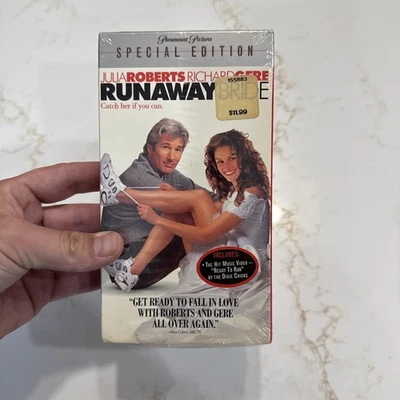 Paramount Pictures
SPECIAL EDITION
JULIA ROBERTS RICHARD GERE
RUNAWAY BRIDE
Catch her if you can.
155883
$11.99
INCLUDES:
• THE HIT MUSIC VIDEO –
"READY TO RUN"
BY THE DIXIE CHICKS
"GET READY TO FALL IN LOVE
WITH ROBERTS AND GERE
ALL OVER AGAIN."